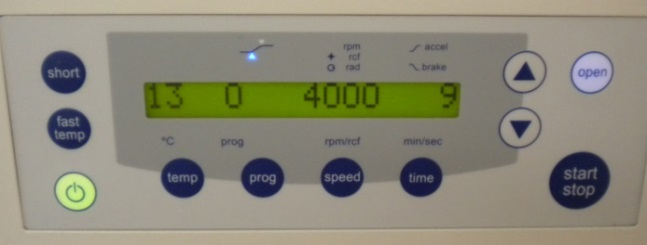 rpm
rcf
rad
accel
brake
short
open
13 0 4000 9
fast
temp
°C prog rpm/rcf min/sec
temp prog speed time
start
stop